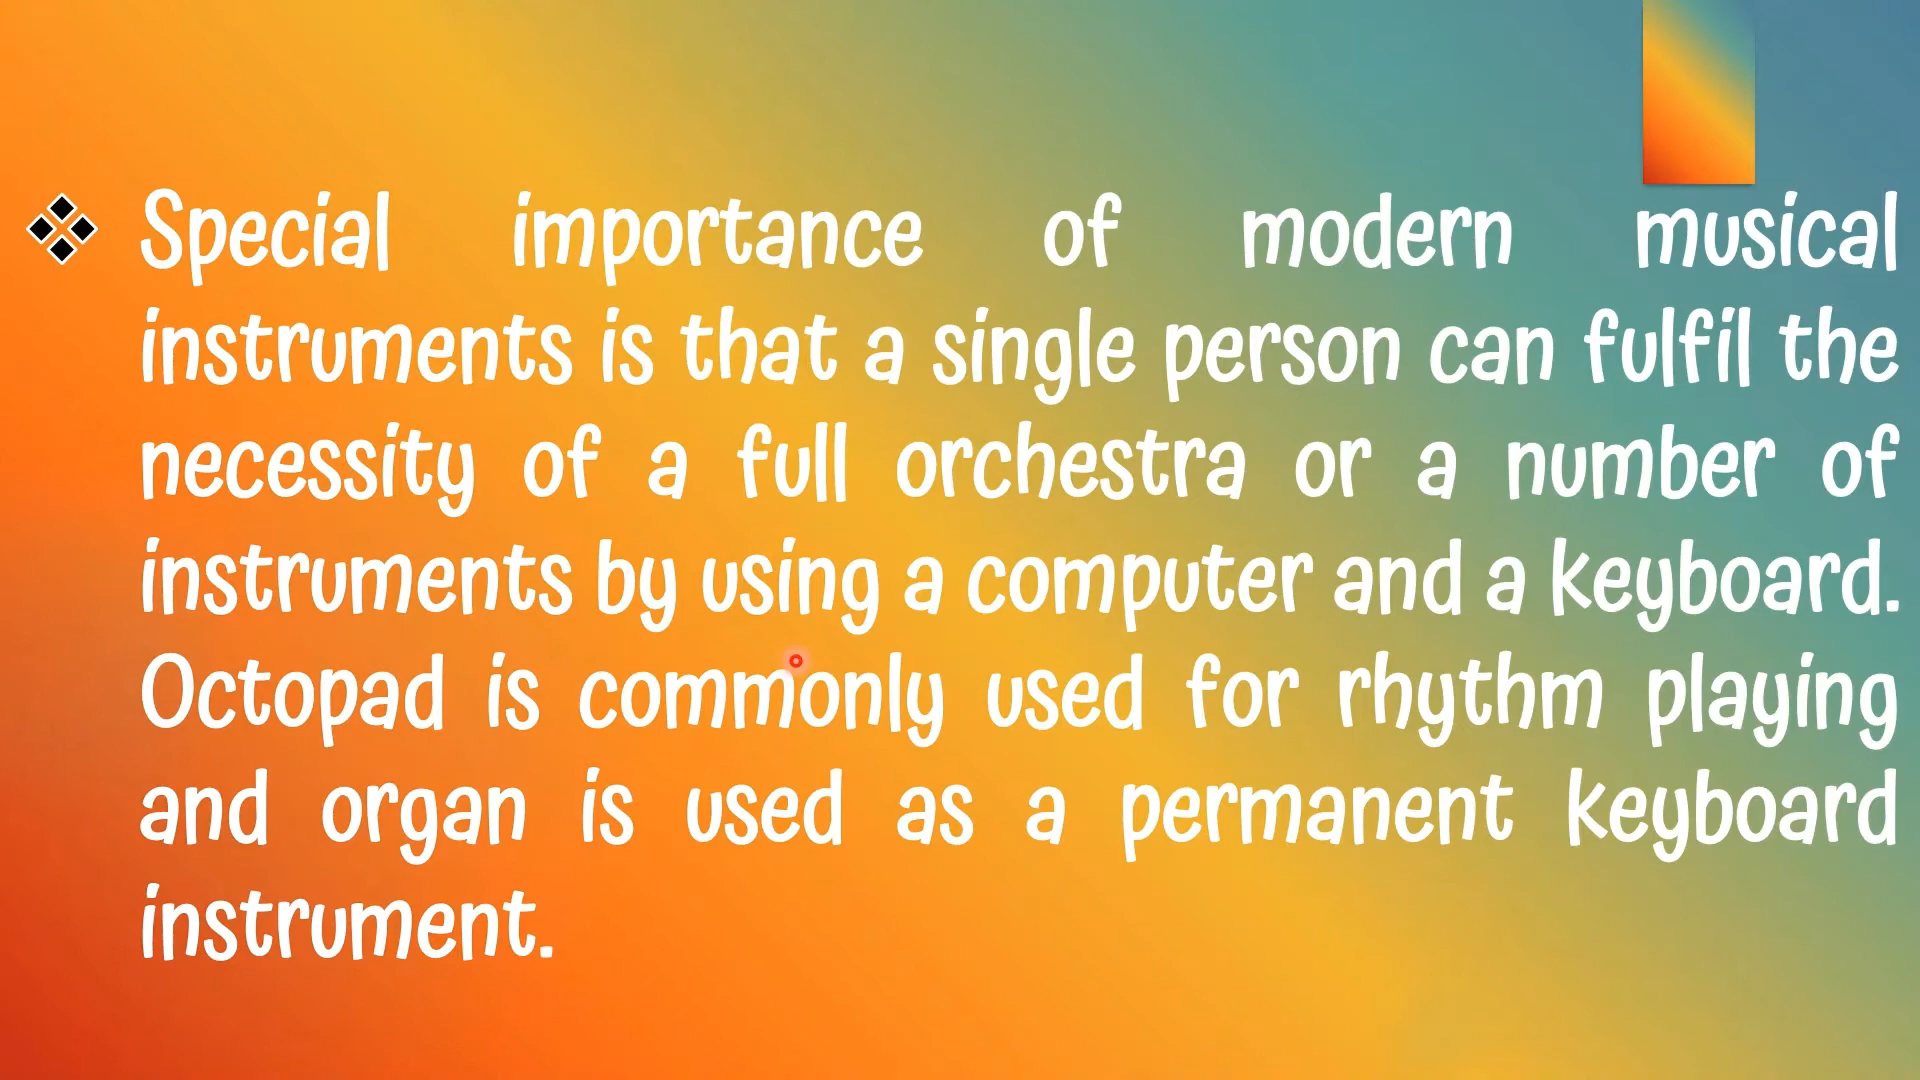 Special importance of modern musical
instruments is that a single person can fulfil the
necessity of a full orchestra or a number of
instruments by using a computer and a keyboard.
Octopad is commonly used for rhythm playing
and organ is used as a permanent keyboard
instrument.